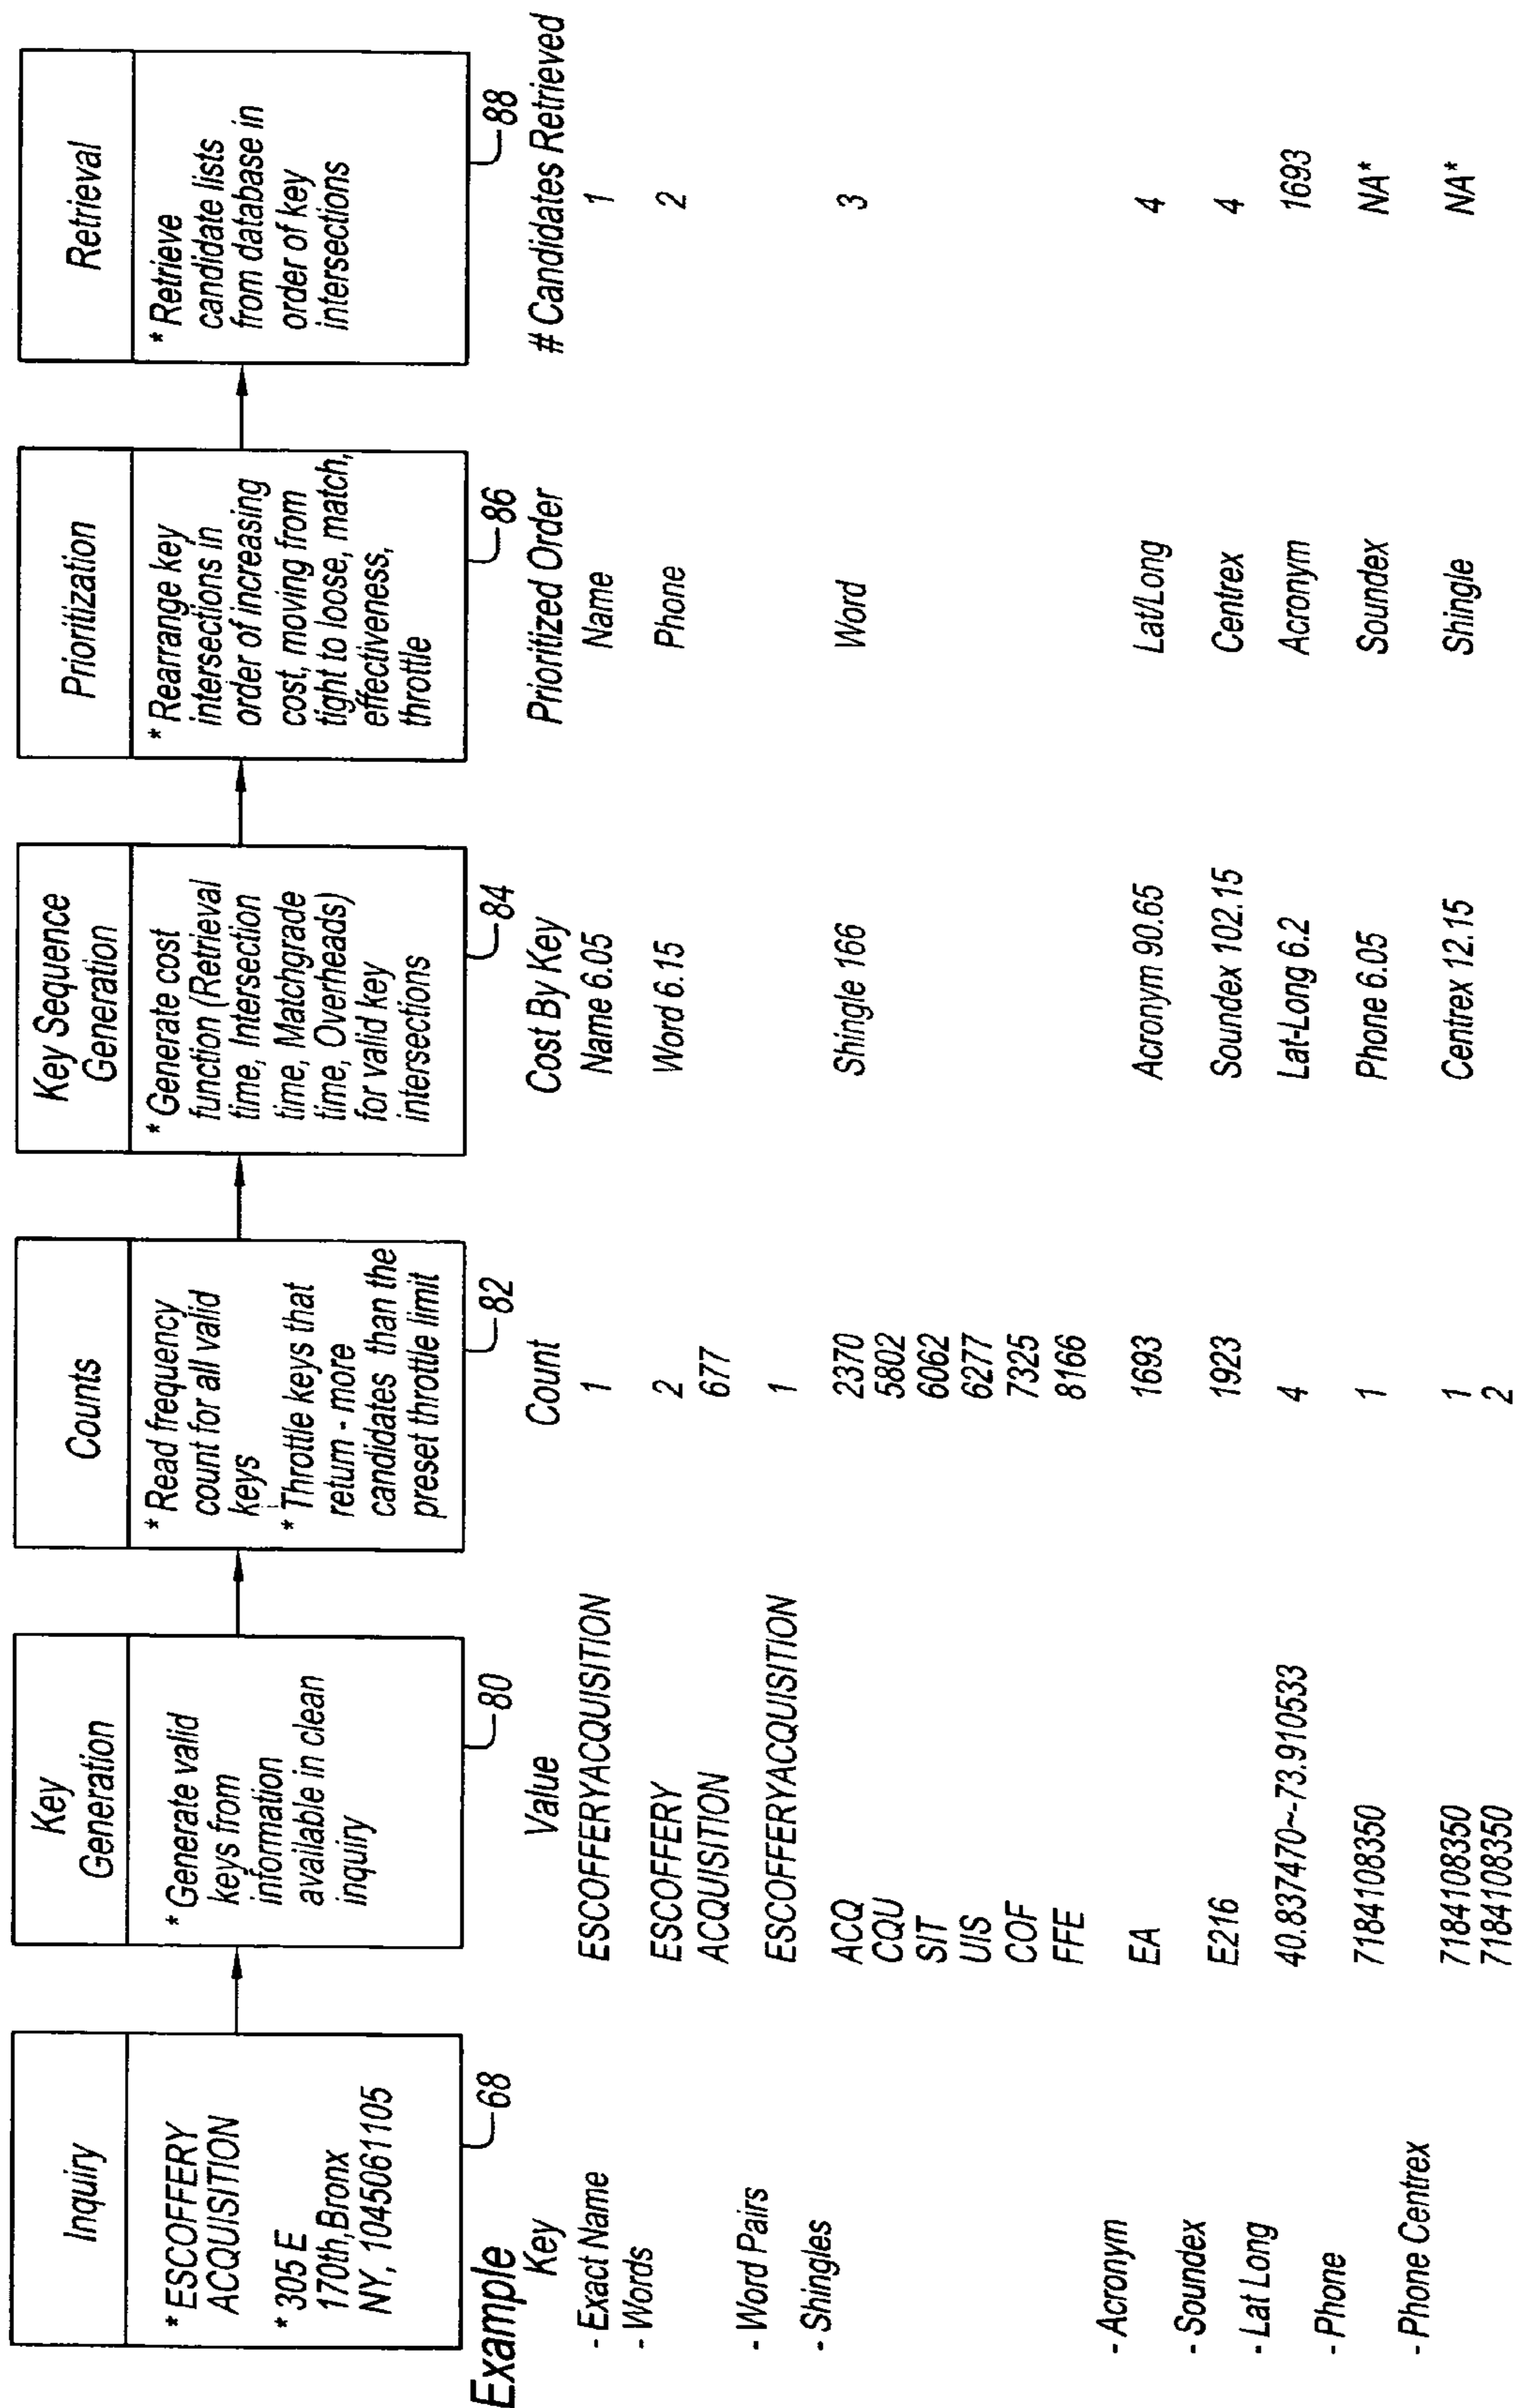 Inquiry
* ESCOFFERY
ACQUISITION
* 305 E
170th,Bronx
NY, 1045061105
68
Key
Generation
* Generate valid
keys from
information
available in clean
inquiry
80
Counts
* Read frequency
count for all valid
keys
* Throttle keys that
return - more
candidates than the
preset throttle limit
82
Key Sequence
Generation
* Generate cost
function (Retrieval
time, Intersection
time, Matchgrade
time, Overheads)
for valid key
intersections
84
Prioritization
* Rearrange key
intersections in
order of increasing
cost, moving from
tight to loose, match,
effectiveness,
throttle
86
Retrieval
* Retrieve
candidate lists
from database in
order of key
intersections
88
Example
Key Value Count Cost By Key Prioritized Order # Candidates Retrieved
- Exact Name ESCOFFERYACQUISITION 1 Name 6.05 Name 1
- Words
ESCOFFERY 2 Word 6.15 Phone 2
ACQUISITION 677
- Word Pairs
ESCOFFERYACQUISITION 1
- Shingles
ACQ 2370 Shingle 166 Word 3
CQU 5802
SIT 6062
UIS 6277
COF 7325
FFE 8166
- Acronym
EA 1693 Acronym 90.65 Lat/Long 4
- Soundex
E216 1923 Soundex 102.15 Centrex 4
- Lat Long
40.837470~-73.910533 4 Lat-Long 6.2 Acronym 1693
- Phone
7184108350 1 Phone 6.05 Soundex NA*
- Phone Centrex
7184108350 1 Centrex 12.15 Shingle NA*
7184108350 2